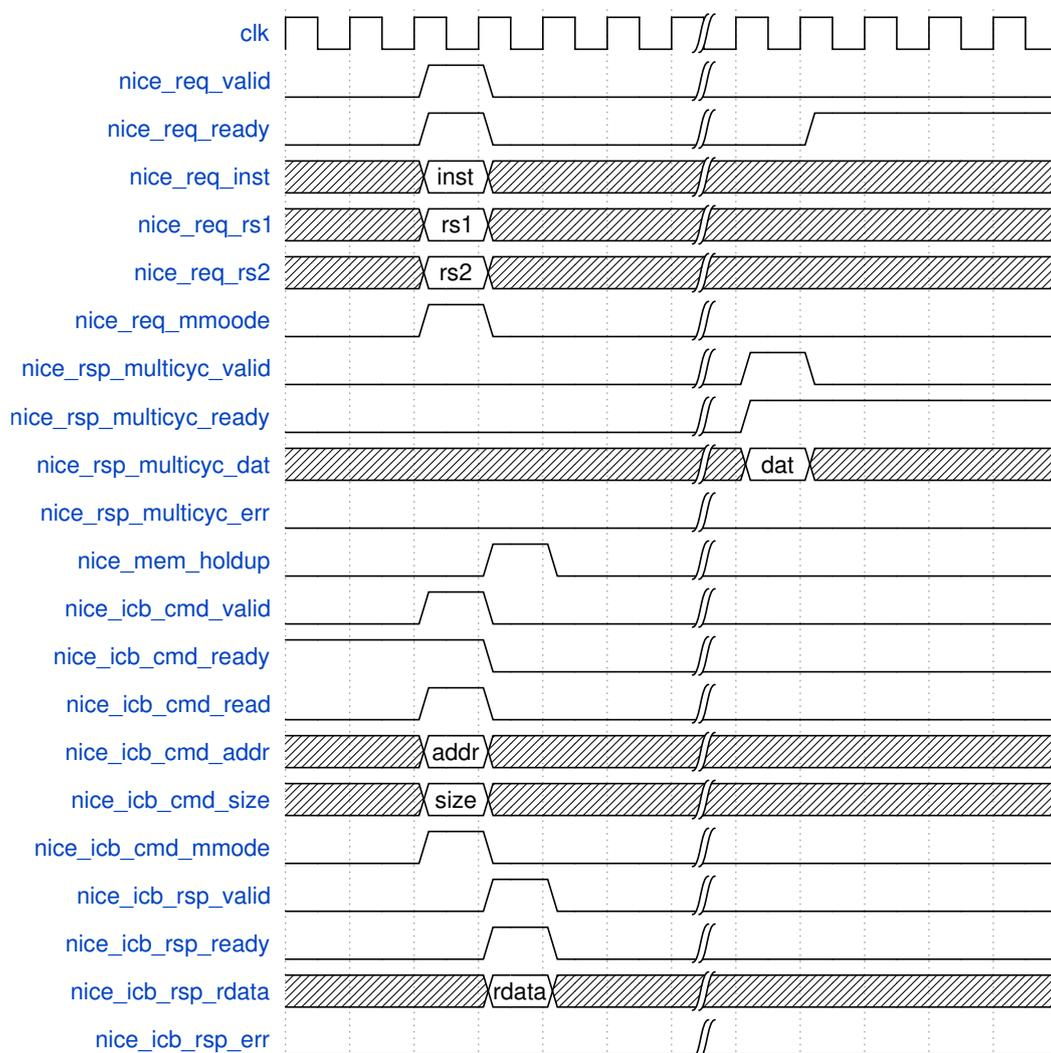 clk
nice_req_valid
nice_req_ready
nice_req_inst inst
nice_req_rs1 rs1
nice_req_rs2 rs2
nice_req_mmoode
nice_rsp_multicyc_valid
nice_rsp_multicyc_ready
nice_rsp_multicyc_dat dat
nice_rsp_multicyc_err
nice_mem_holdup
nice_icb_cmd_valid
nice_icb_cmd_ready
nice_icb_cmd_read
nice_icb_cmd_addr addr
nice_icb_cmd_size size
nice_icb_cmd_mmode
nice_icb_rsp_valid
nice_icb_rsp_ready
nice_icb_rsp_rdata rdata
nice_icb_rsp_err